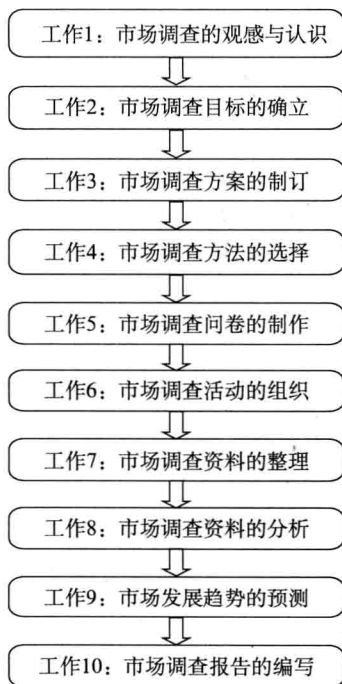 工作1：市场调查的观感与认识
工作2：市场调查目标的确立
工作3：市场调查方案的制订
工作4：市场调查方法的选择
工作5：市场调查问卷的制作
工作6：市场调查活动的组织
工作7：市场调查资料的整理
工作8：市场调查资料的分析
工作9：市场发展趋势的预测
工作10：市场调查报告的编写